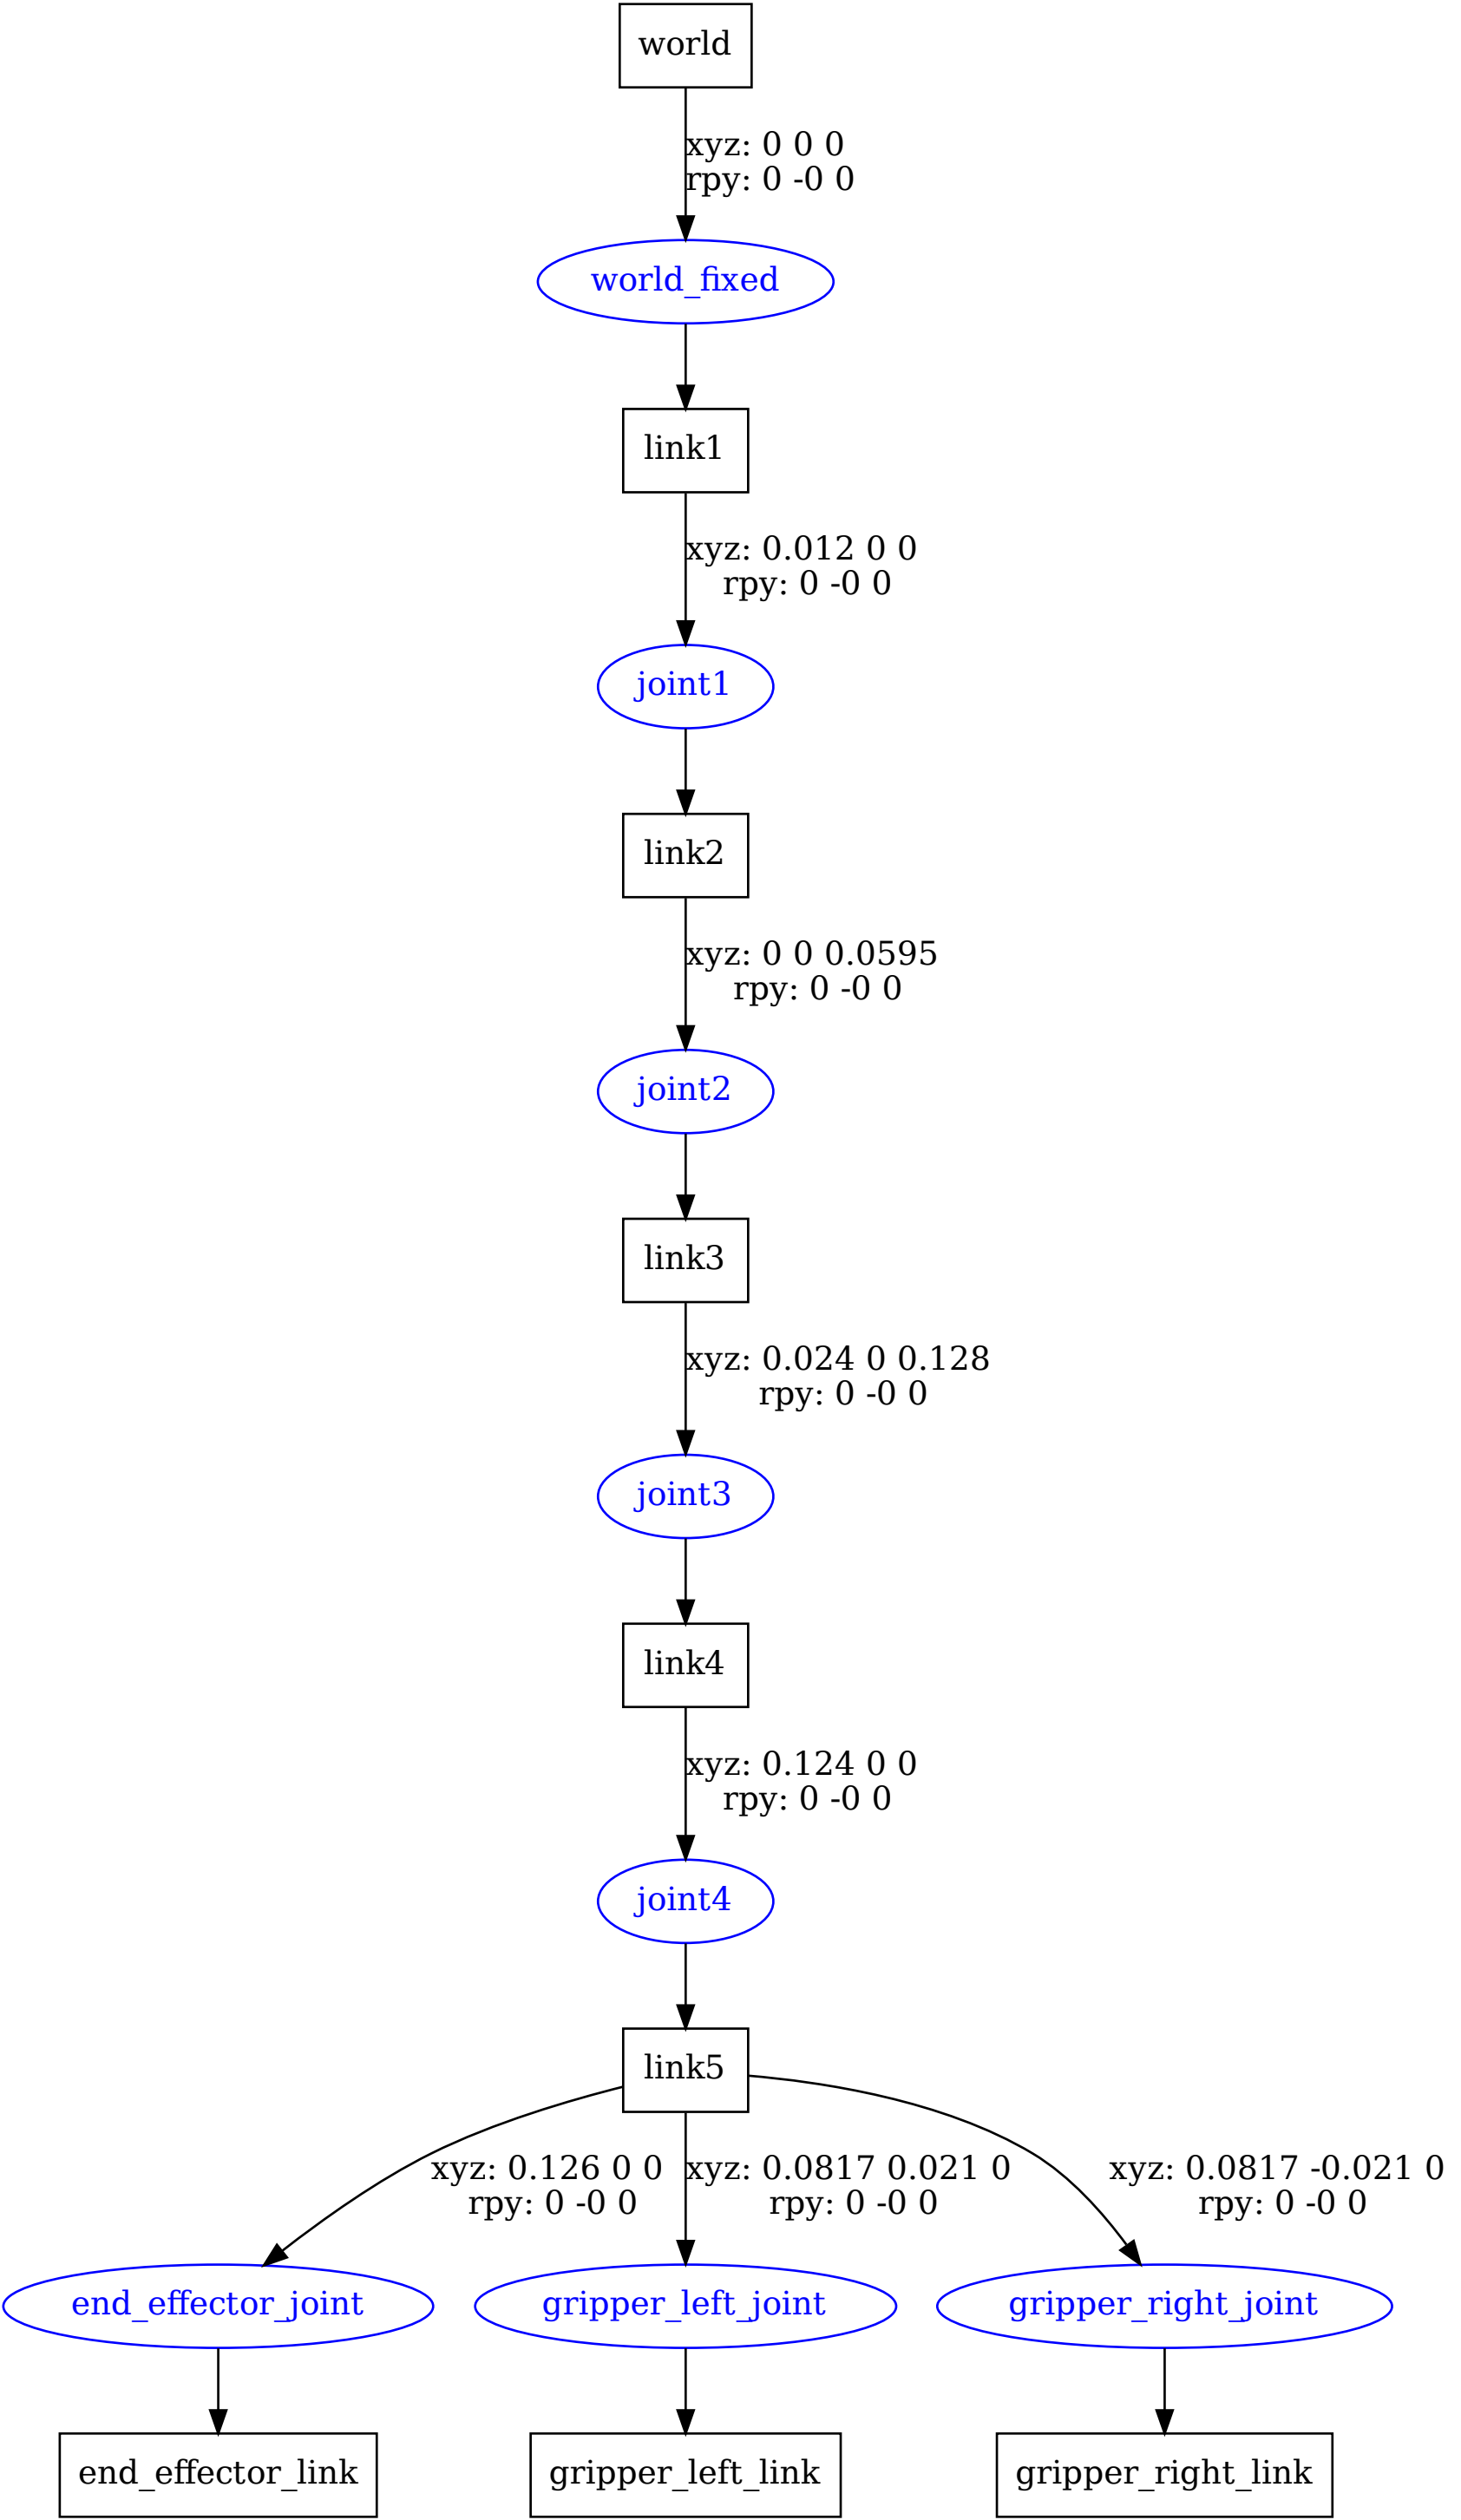 world
xyz: 0 0 0
rpy: 0 -0 0
world_fixed
link1
xyz: 0.012 0 0
rpy: 0 -0 0
joint1
link2
xyz: 0 0 0.0595
rpy: 0 -0 0
joint2
link3
xyz: 0.024 0 0.128
rpy: 0 -0 0
joint3
link4
xyz: 0.124 0 0
rpy: 0 -0 0
joint4
link5
xyz: 0.126 0 0
rpy: 0 -0 0
xyz: 0.0817 0.021 0
rpy: 0 -0 0
xyz: 0.0817 -0.021 0
rpy: 0 -0 0
end_effector_joint
gripper_left_joint
gripper_right_joint
end_effector_link
gripper_left_link
gripper_right_link